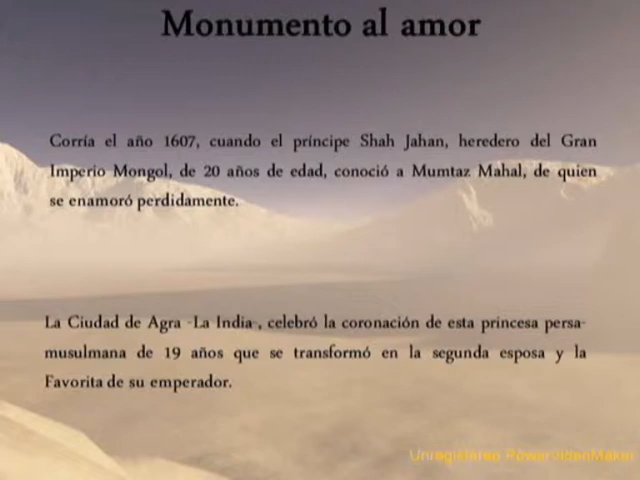 Monumento al amor
Corría el año 1607, cuando el príncipe Shah Jahan, heredero del Gran
Imperio Mongol, de 20 años de edad, conoció a Mumtaz Mahal, de quien
se enamoró perdidamente.
La Ciudad de Agra -La India-, celebró la coronación de esta princesa persa-
musulmana de 19 años que se transformó en la segunda esposa y la
Favorita de su emperador.
Unregistered PowerVideoMaker